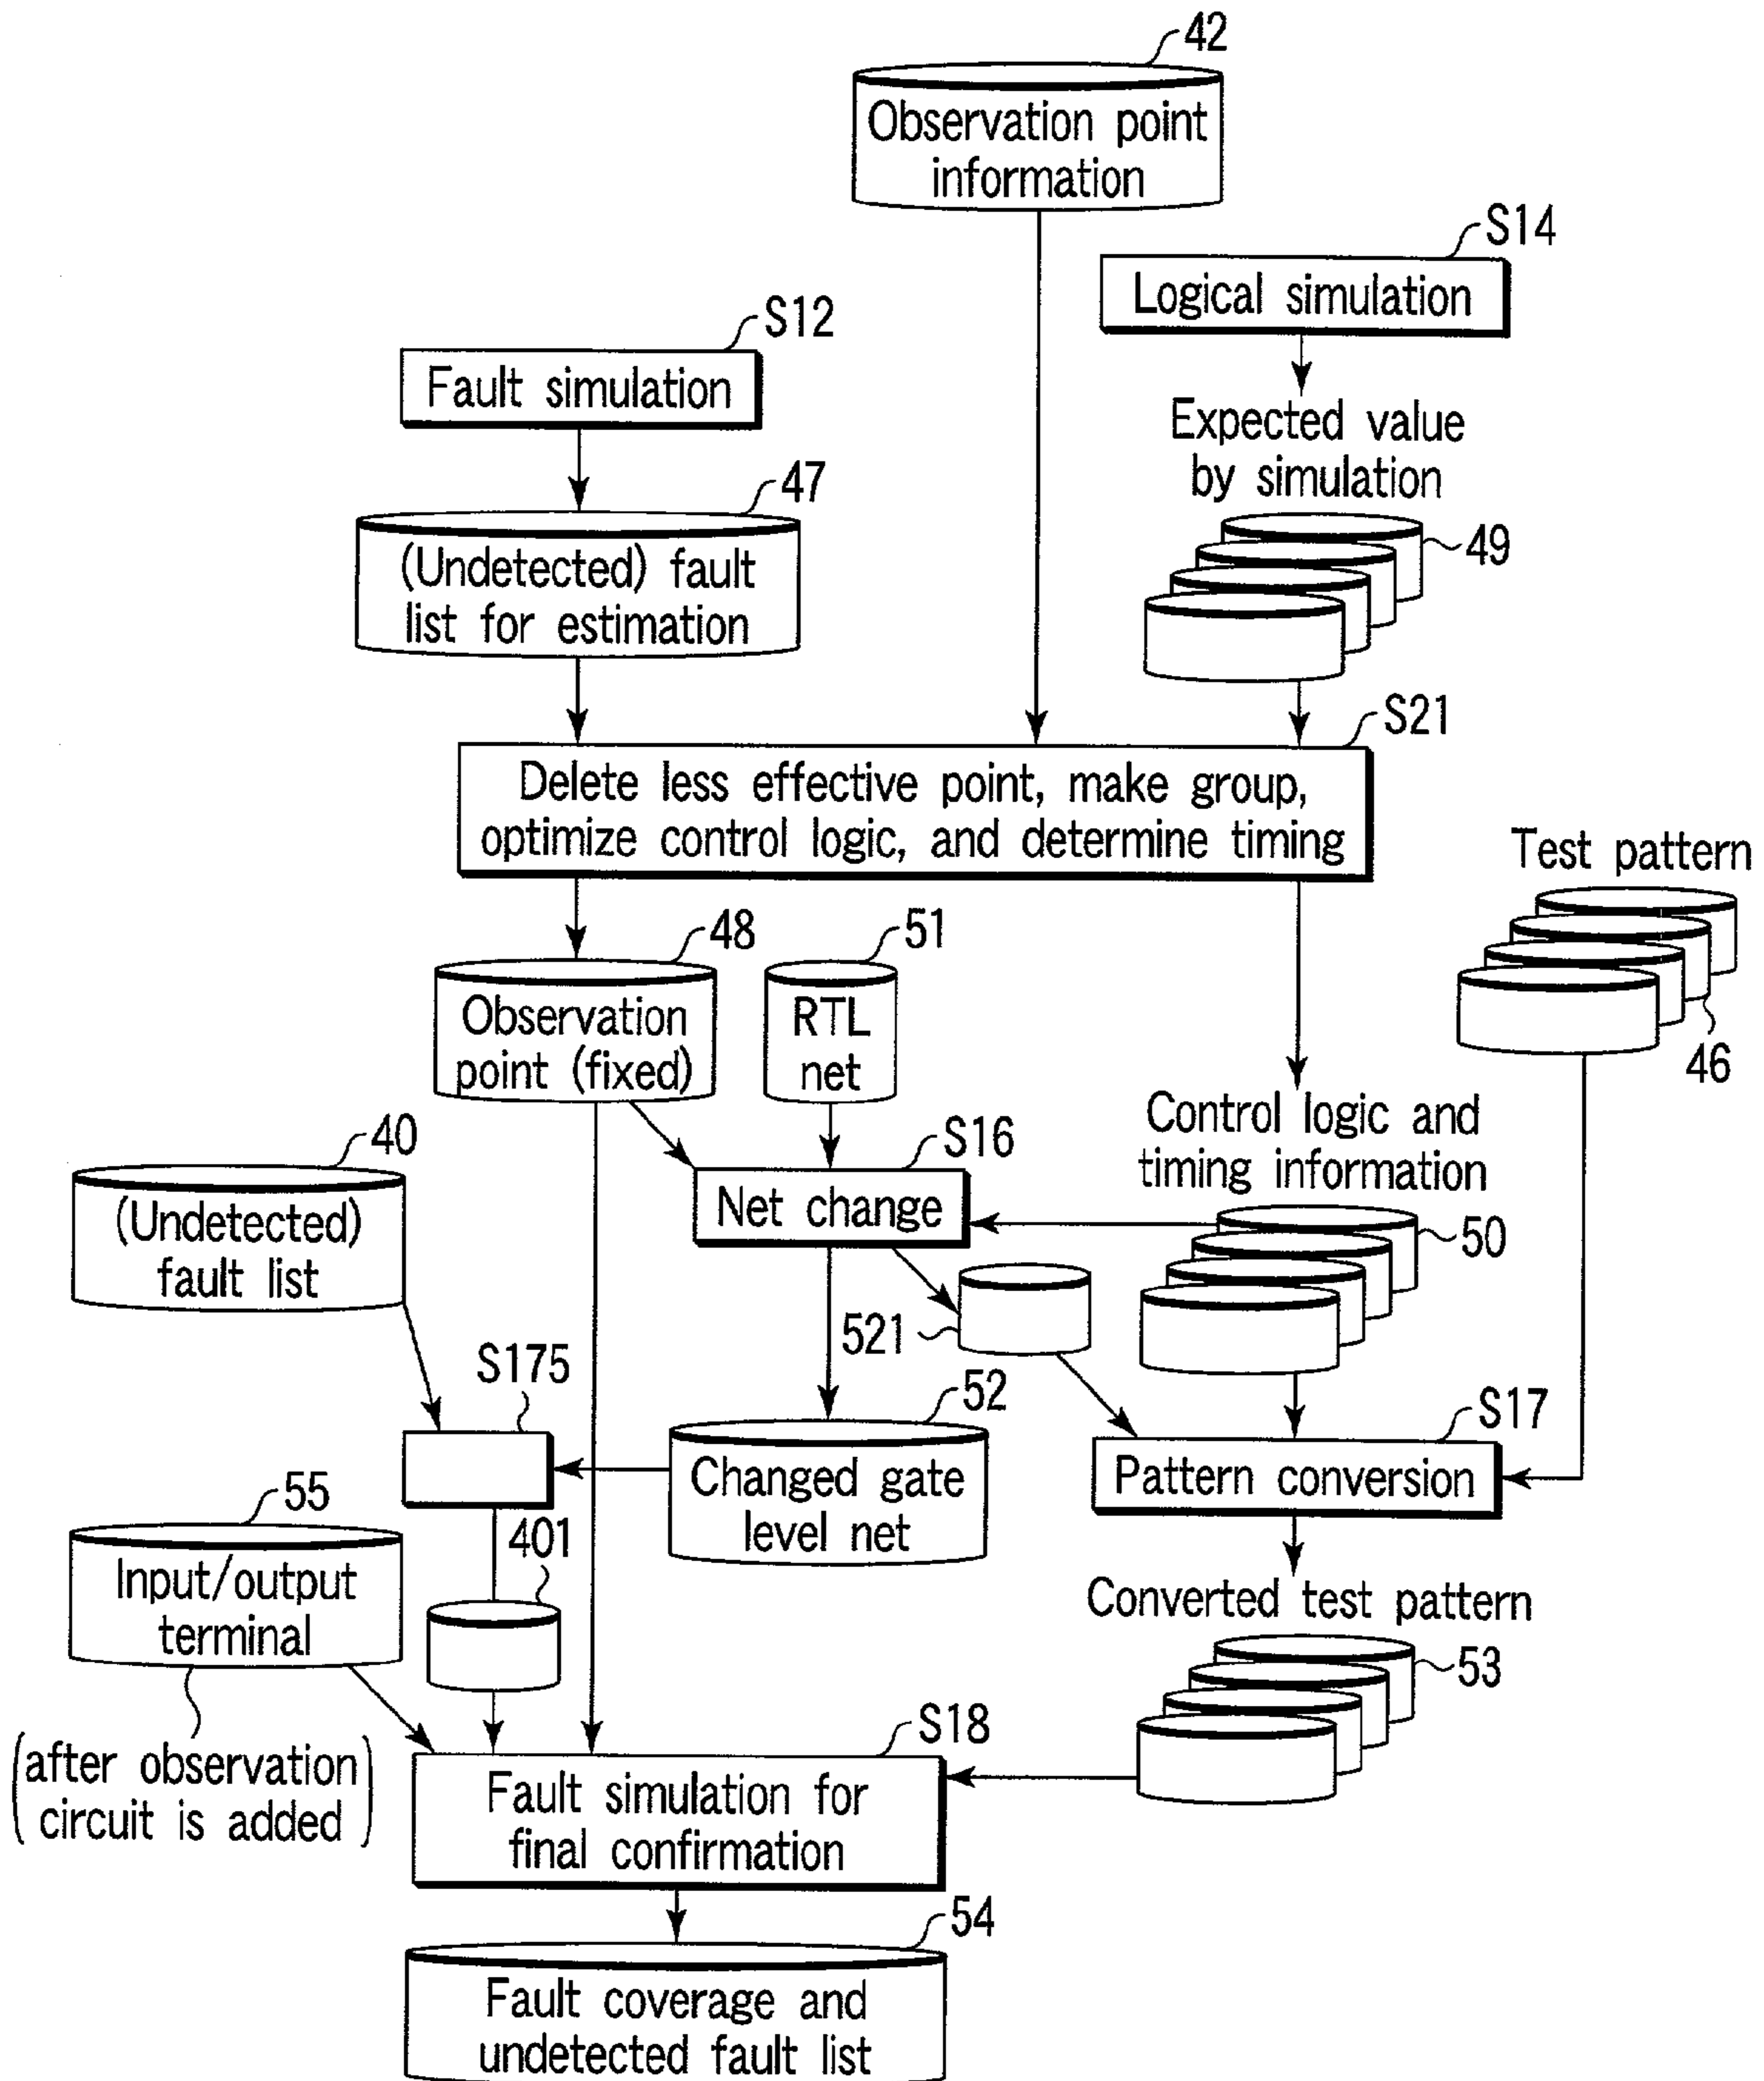 42
Observation point
information
S14
Logical simulation
S12
Fault simulation
Expected value
by simulation
47
49
(Undetected) fault
list for estimation
S21
Delete less effective point, make group,
optimize control logic, and determine timing
Test pattern
46
48
51
Observation
point (fixed)
RTL
net
Control logic and
timing information
40
S16
(Undetected)
fault list
Net change
50
521
S175
52
S17
Changed gate
level net
Pattern conversion
55
401
Input/output
terminal
Converted test pattern
53
(after observation
circuit is added)
S18
Fault simulation for
final confirmation
54
Fault coverage and
undetected fault list